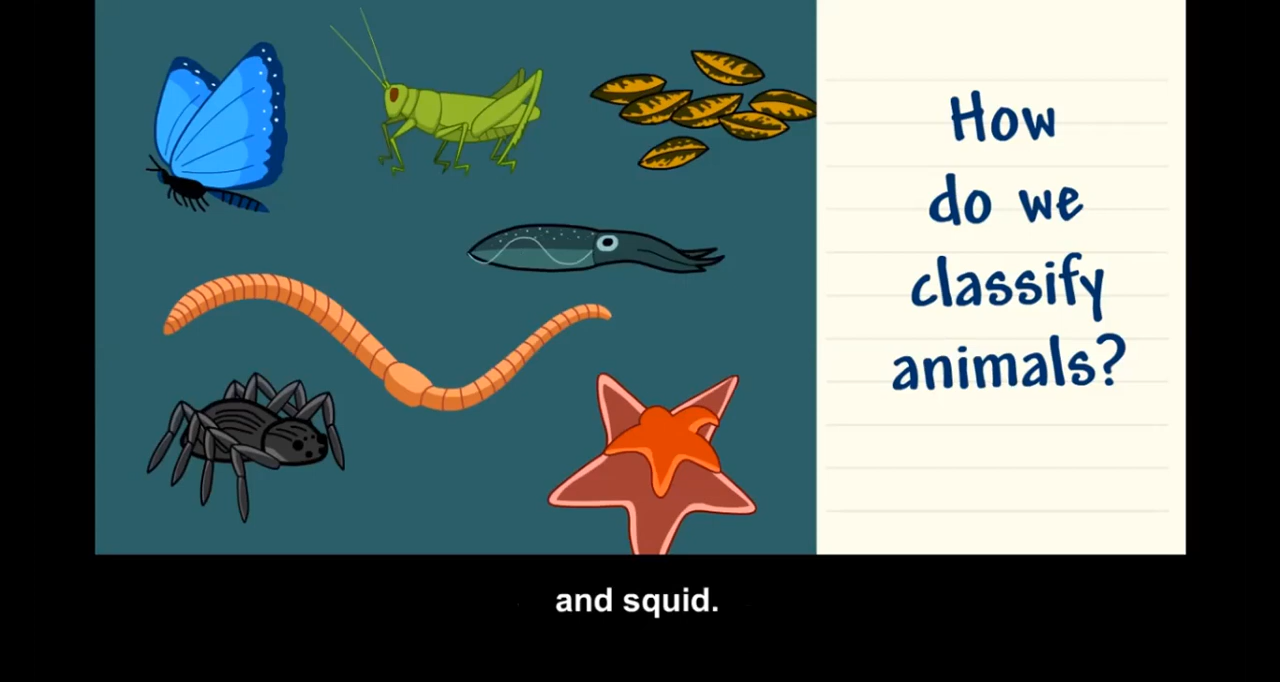 How
do we
classify
animals?
and squid.